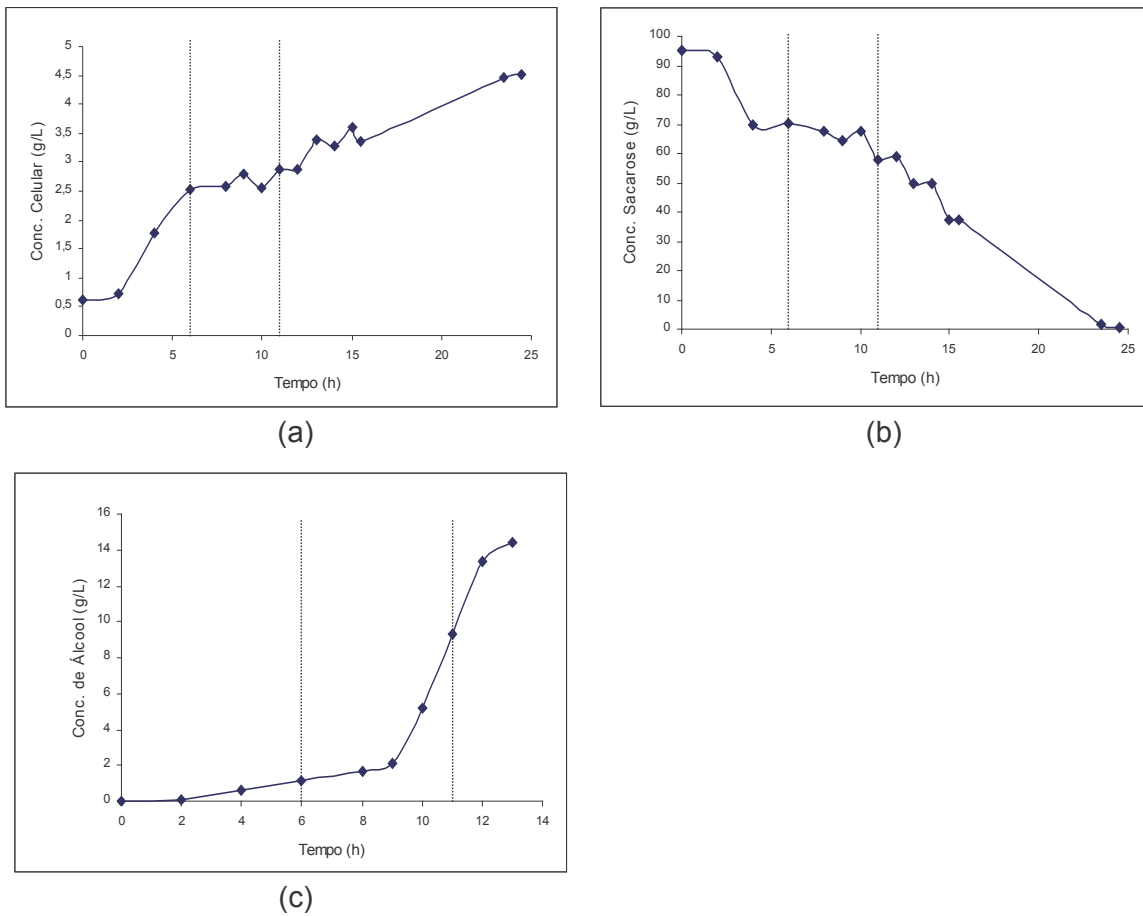 Conc. Celular (g/L)
5
4,5
4
3,5
3
2,5
2
1,5
1
0,5
0
0 5 10 15 20 25
Tempo (h)
(a)
Conc. Sacarose (g/L)
100
90
80
70
60
50
40
30
20
10
0
0 5 10 15 20 25
Tempo (h)
(b)
Conc. de Álcool (g/L)
16
14
12
10
8
6
4
2
0
0 2 4 6 8 10 12 14
Tempo (h)
(c)